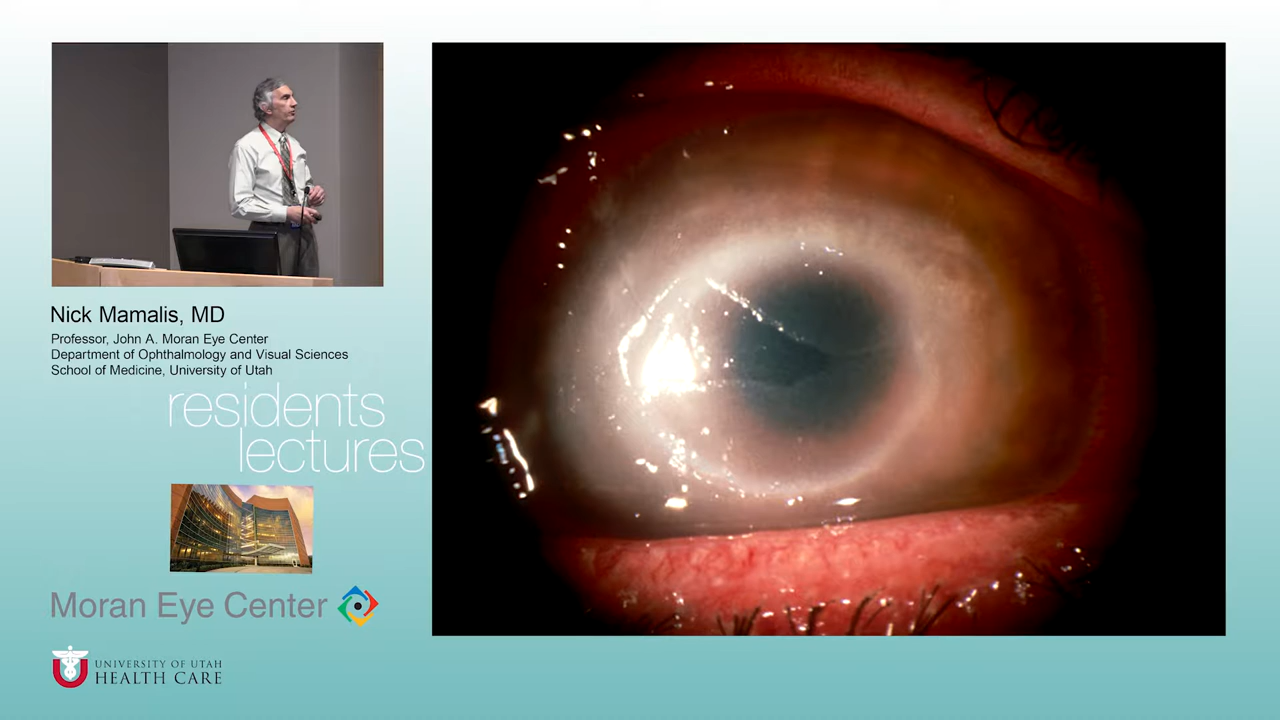 Nick Mamalis, MD
Professor, John A. Moran Eye Center
Department of Ophthalmology and Visual Sciences
School of Medicine, University of Utah
residents
lectures
Moran Eye Center
UNIVERSITY OF UTAH
HEALTH CARE